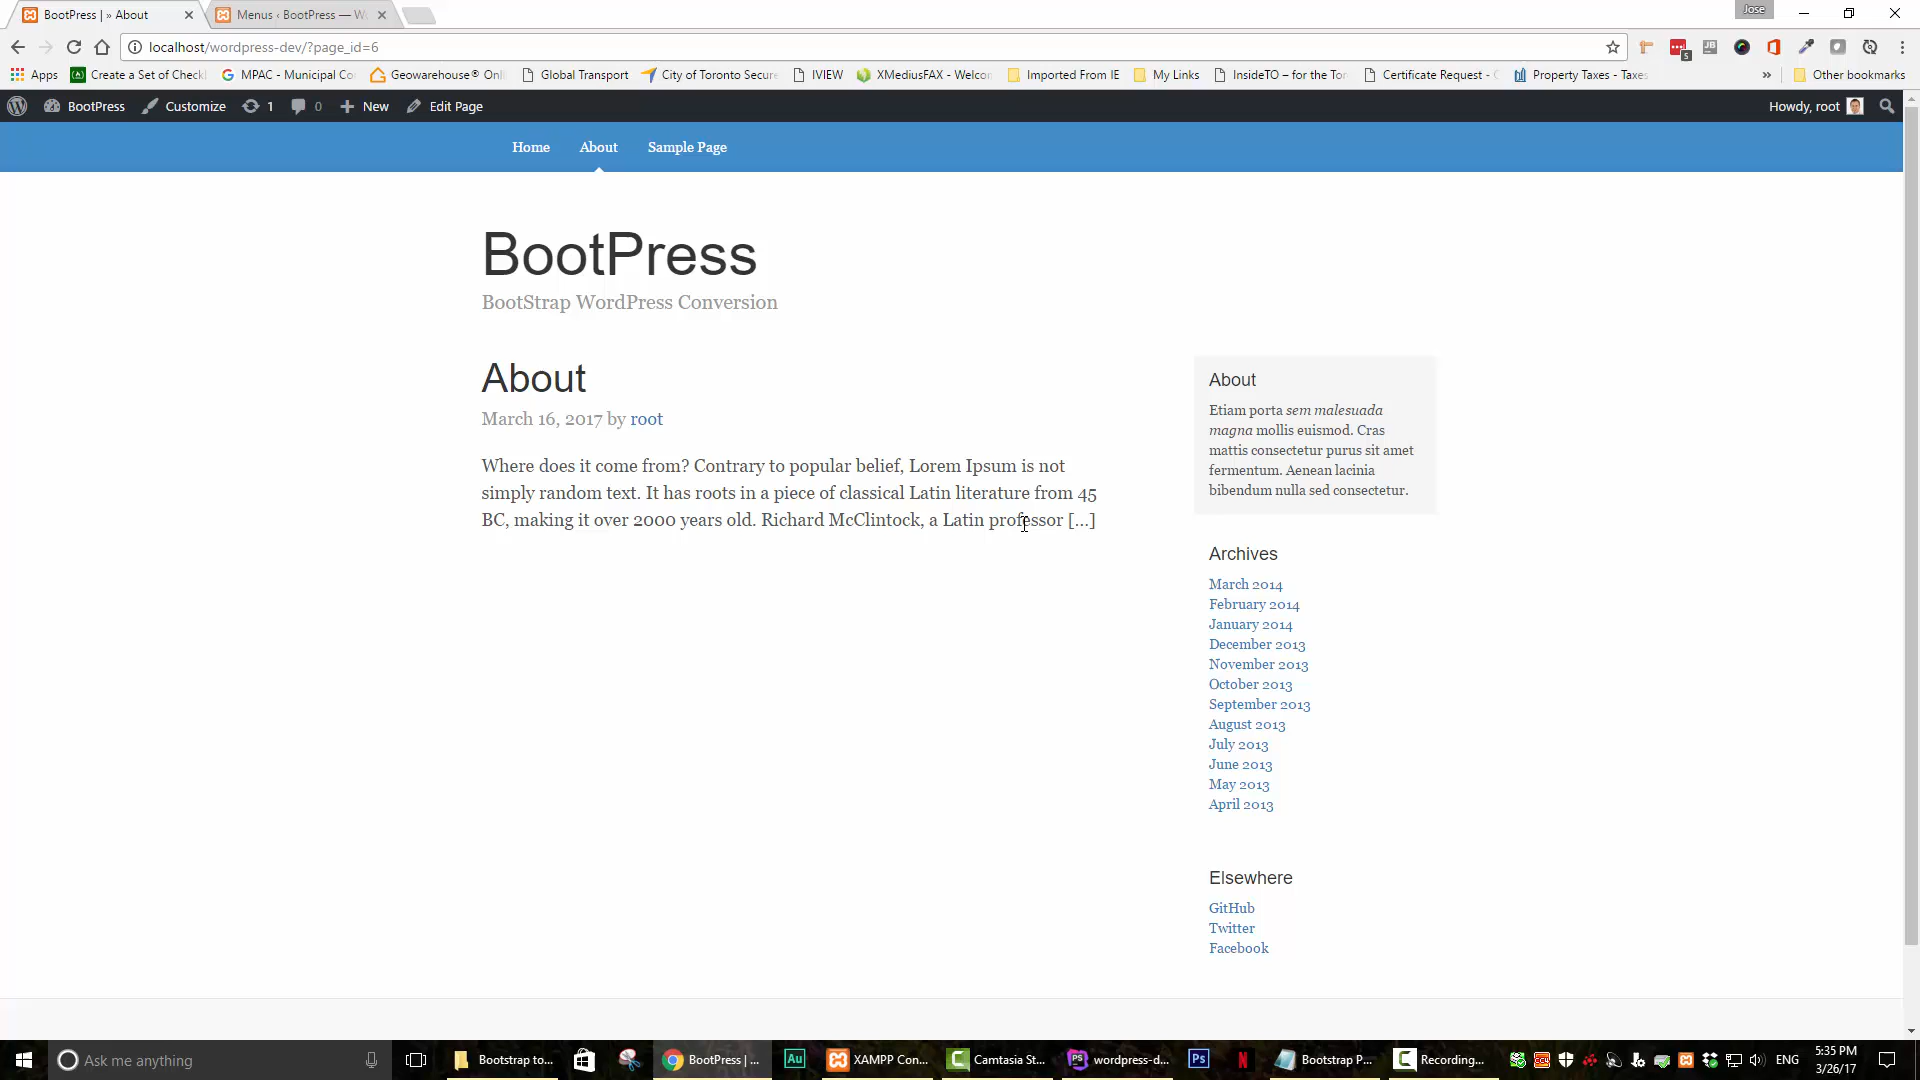 BootPress | » About
Menus ‹ BootPress — W
Jose
localhost/wordpress-dev/?page_id=6
5
Apps
Create a Set of Check
MPAC - Municipal Co
Geowarehouse® Onl
Global Transport
City of Toronto Secure
IVIEW
XMediusFAX - Welcom
Imported From IE
My Links
InsideTO – for the Tor
Certificate Request - C
Property Taxes - Taxes
»
Other bookmarks
BootPress
Customize
1
0
New
Edit Page
Howdy, root
Home
About
Sample Page
BootPress
BootStrap WordPress Conversion
About
March 16, 2017 by root
Where does it come from? Contrary to popular belief, Lorem Ipsum is not
simply random text. It has roots in a piece of classical Latin literature from 45
BC, making it over 2000 years old. Richard McClintock, a Latin professor [...]
About
Etiam porta sem malesuada
magna mollis euismod. Cras
mattis consectetur purus sit amet
fermentum. Aenean lacinia
bibendum nulla sed consectetur.
Archives
March 2014
February 2014
January 2014
December 2013
November 2013
October 2013
September 2013
August 2013
July 2013
June 2013
May 2013
April 2013
Elsewhere
GitHub
Twitter
Facebook
Ask me anything
Bootstrap to...
BootPress | ...
Au
XAMPP Con...
Camtasia St...
PS
wordpress-d...
Ps
N
Bootstrap P...
Recording...
ENG
5:35 PM
3/26/17